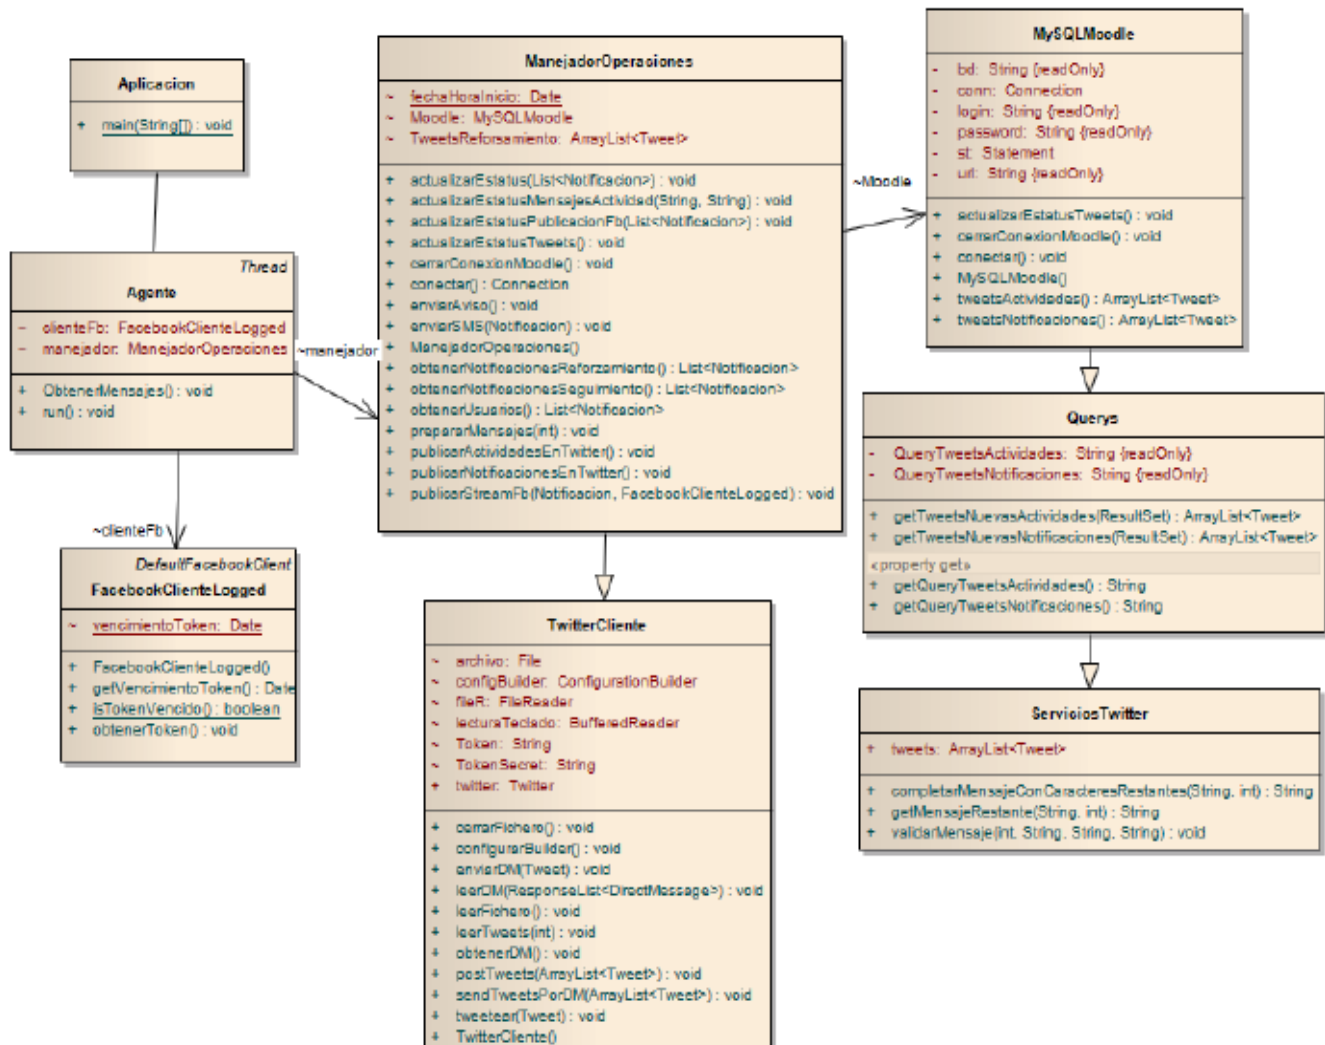 Aplicacion
+ main(String[]) : void
Thread
Agente
- clienteFb: FacebookClienteLogged
- manejador: ManejadorOperaciones
+ ObtenerMensajes() : void
+ run() : void
~manejador
~clienteFb
DefaultFacebookClient
FacebookClienteLogged
~ vencimientoToken: Date
+ FacebookClienteLogged()
+ getVencimientoToken() : Date
+ isTokenVencido() : boolean
+ obtenerToken() : void
ManejadorOperaciones
~ fechaHoraInicio: Date
~ Moodle: MySQLMoodle
~ TweetsReforsamiento: ArrayList<Tweet>
+ actualizarEstatus(List<Notificacion>) : void
+ actualizarEstatusMensajesActividad(String, String) : void
+ actualizarEstatusPublicacionFb(List<Notificacion>) : void
+ actualizarEstatusTweets() : void
+ cerrarConexionMoodle() : void
+ conectar() : Connection
+ enviarAviso() : void
+ enviarSMS(Notificacion) : void
+ ManejadorOperaciones()
+ obtenerNotificacionesReforzamiento() : List<Notificacion>
+ obtenerNotificacionesSeguimiento() : List<Notificacion>
+ obtenerUsuarios() : List<Notificacion>
+ prepararMensajes(int) : void
+ publicarActividadesEnTwitter() : void
+ publicarNotificacionesEnTwitter() : void
+ publicarStreamFb(Notificacion, FacebookClienteLogged) : void
~Moodle
TwitterCliente
~ archivo: File
~ configBuilder: ConfigurationBuilder
~ fileR: FileReader
~ lecturaTeclado: BufferedReader
~ Token: String
~ TokenSecret: String
+ twitter: Twitter
+ cerrarFichero() : void
+ configurarBuilder() : void
+ enviarDM(Tweet) : void
+ leerDM(ResponseList<DirectMessage>) : void
+ leerFichero() : void
+ leerTweets(int) : void
+ obtenerDM() : void
+ postTweets(ArrayList<Tweet>) : void
+ sendTweetsPorDM(ArrayList<Tweet>) : void
+ tweetear(Tweet) : void
+ TwitterCliente()
MySQLMoodle
- bd: String {readOnly}
- conn: Connection
- login: String {readOnly}
- password: String {readOnly}
- st: Statement
- url: String {readOnly}
+ actualizarEstatusTweets() : void
+ cerrarConexionMoodle() : void
+ conectar() : void
+ MySQLMoodle()
+ tweetsActividades() : ArrayList<Tweet>
+ tweetsNotificaciones() : ArrayList<Tweet>
Querys
- QueryTweetsActividades: String {readOnly}
- QueryTweetsNotificaciones: String {readOnly}
+ getTweetsNuevasActividades(ResultSet) : ArrayList<Tweet>
+ getTweetsNuevasNotificaciones(ResultSet) : ArrayList<Tweet>
«property get»
+ getQueryTweetsActividades() : String
+ getQueryTweetsNotificaciones() : String
ServiciosTwitter
+ tweets: ArrayList<Tweet>
+ completarMensajeConCaracteresRestantes(String, int) : String
+ getMensajeRestante(String, int) : String
+ validarMensaje(int, String, String, String) : void